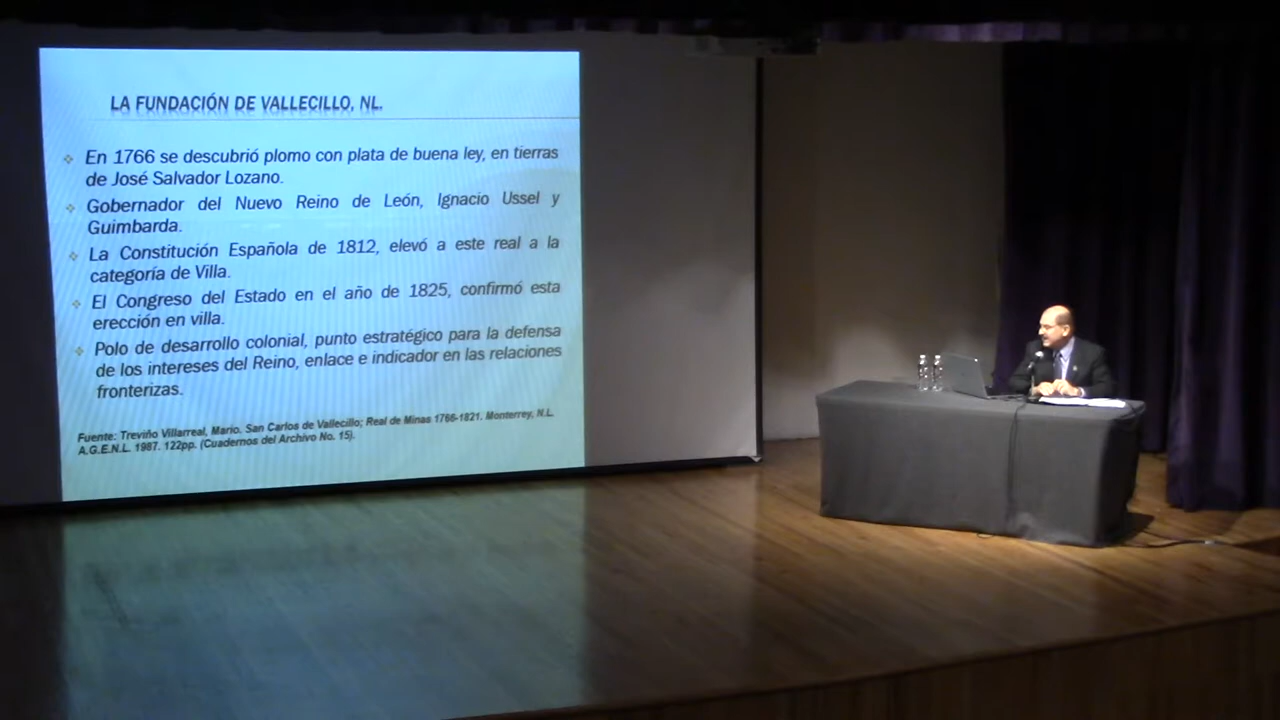 LA FUNDACIÓN DE VALLECILLO, NL.
En 1766 se descubrió plomo con plata de buena ley, en tierras
de José Salvador Lozano.
Gobernador del Nuevo Reino de León, Ignacio Ussel y
Guimbarda.
La Constitución Española de 1812, elevó a este real a la
categoría de Villa.
El Congreso del Estado en el año de 1825, confirmó esta
erección en villa.
Polo de desarrollo colonial, punto estratégico para la defensa
de los intereses del Reino, enlace e indicador en las relaciones
fronterizas.
Fuente: Treviño Villarreal, Mario. San Carlos de Vallecillo; Real de Minas 1766-1821. Monterrey, N.L.
A.G.E.N.L. 1987. 122pp. (Cuadernos del Archivo No. 15).